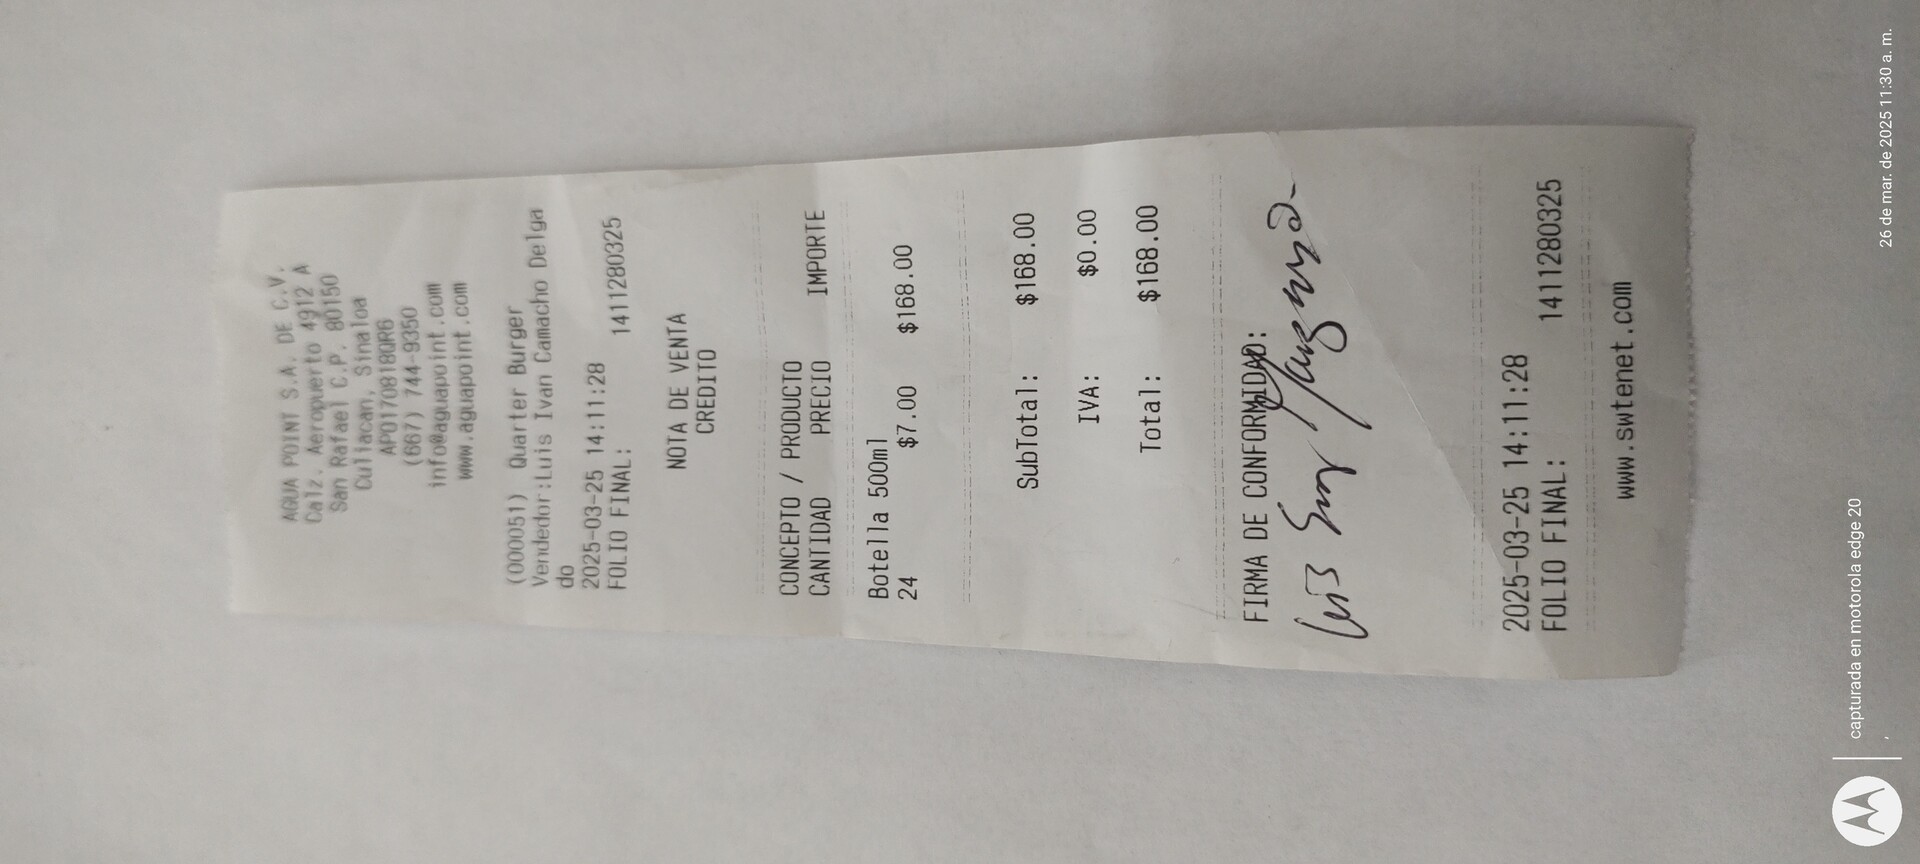 AGUA POINT S.A. DE C.V.
Calz. Aeropuerto 4912 A
San Rafael C.P. 80150
Culiacan, Sinaloa
APO170818QR6
(667) 744-9350
info@aguapoint.com
www.aguapoint.com
(000051) Quarter Burger
Vendedor:Luis Ivan Camacho Delga
do
2025-03-25 14:11:28
FOLIO FINAL: 1411280325
NOTA DE VENTA
CREDITO
CONCEPTO / PRODUCTO
CANTIDAD PRECIO IMPORTE
Botella 500ml
24 $7.00 $168.00
SubTotal: $168.00
IVA: $0.00
Total: $168.00
FIRMA DE CONFORMIDAD:
2025-03-25 14:11:28
FOLIO FINAL: 1411280325
www.swtenet.com
capturada en motorola edge 20
26 de mar. de 2025 11:30 a. m.